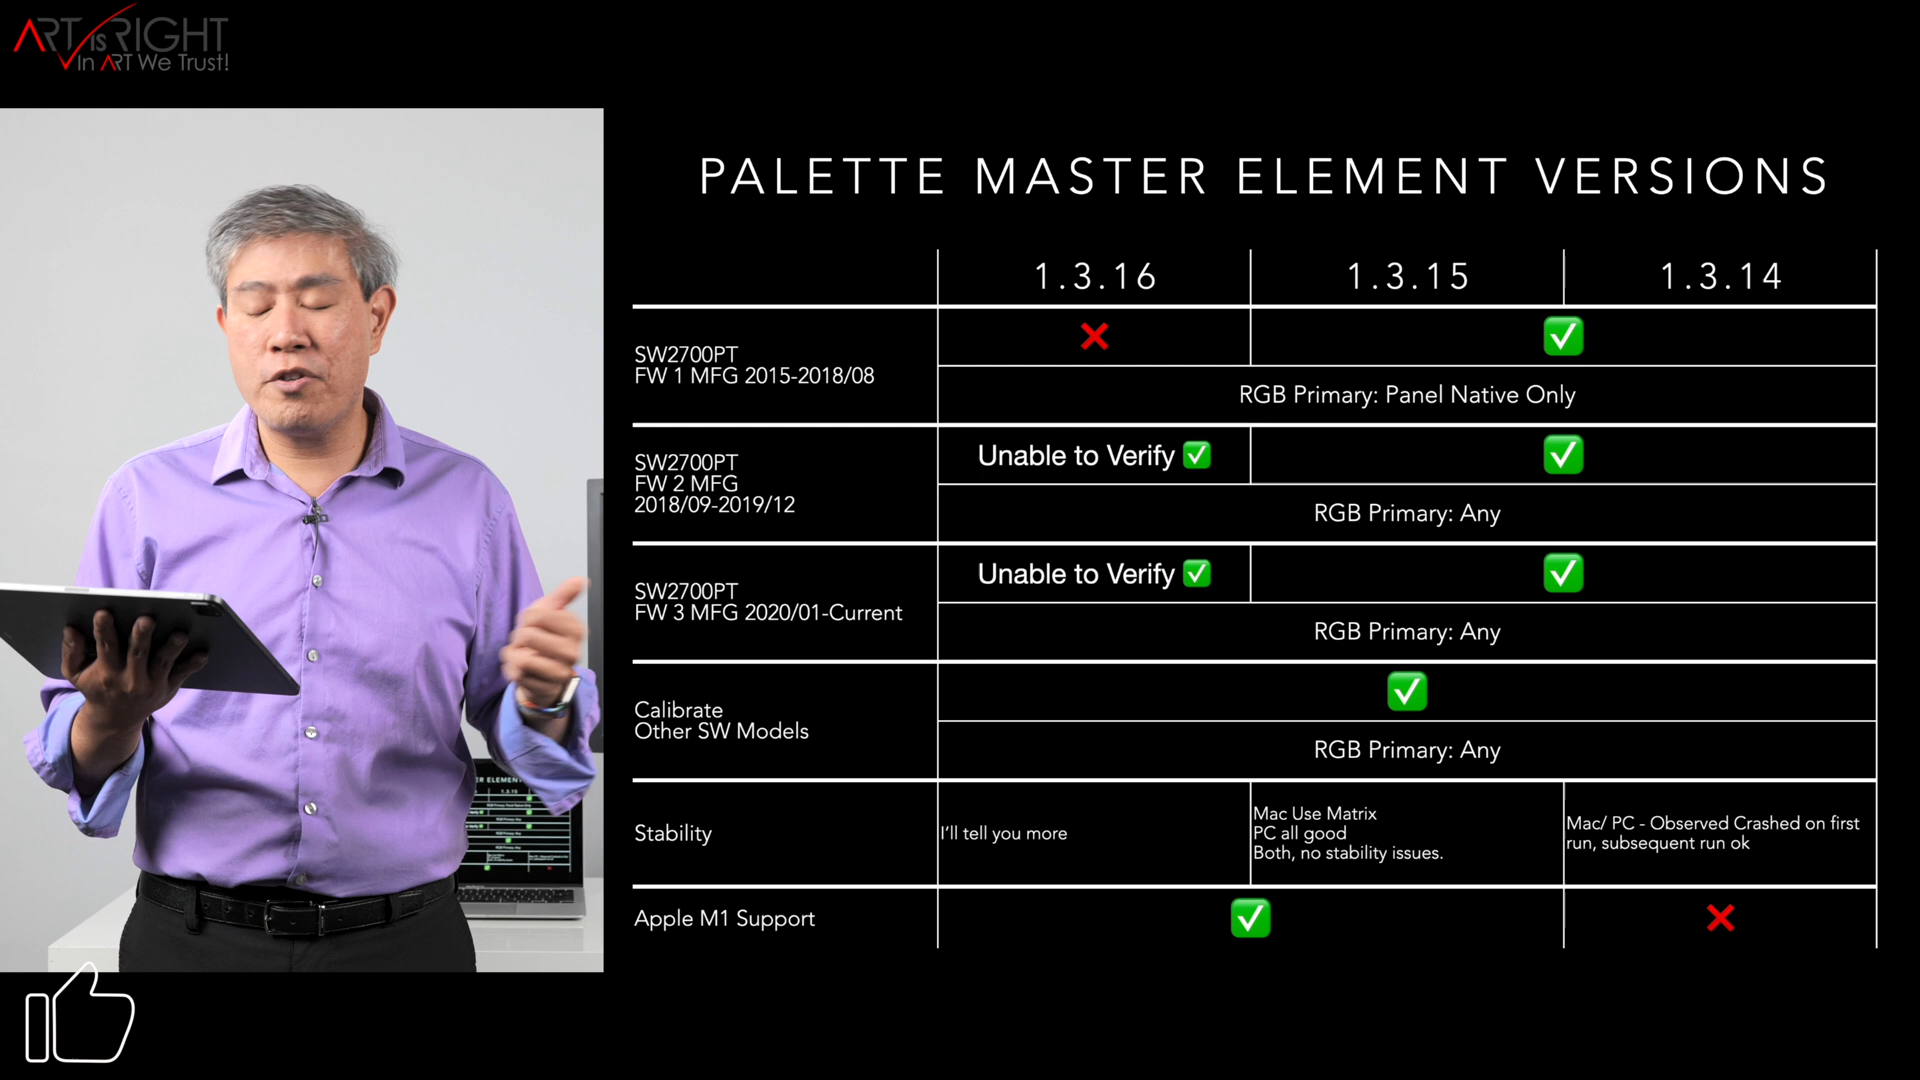 ART is RIGHT
In ART We Trust!
PALETTE MASTER ELEMENT VERSIONS
1.3.16
1.3.15
1.3.14
SW2700PT
FW 1 MFG 2015-2018/08
❌
✅
RGB Primary: Panel Native Only
SW2700PT
FW 2 MFG
2018/09-2019/12
Unable to Verify ✅
✅
RGB Primary: Any
SW2700PT
FW 3 MFG 2020/01-Current
Unable to Verify ✅
✅
RGB Primary: Any
Calibrate
Other SW Models
✅
RGB Primary: Any
Stability
I'll tell you more
Mac Use Matrix
PC all good
Both, no stability issues.
Mac/ PC - Observed Crashed on first
run, subsequent run ok
Apple M1 Support
✅
❌